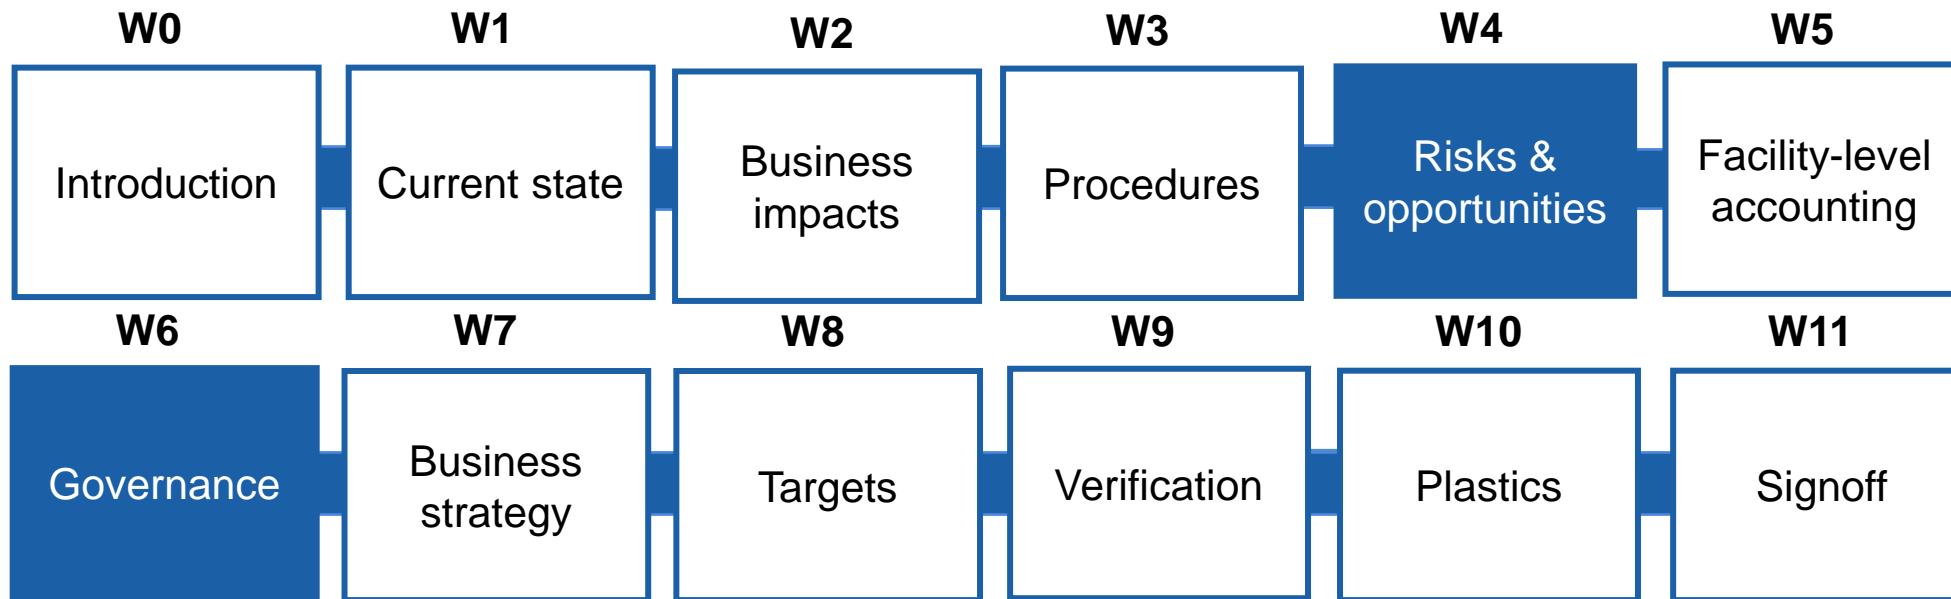 W0 W1 W2 W3 W4 W5
Introduction
Current state
Business
impacts
Procedures
Risks &
opportunities
Facility-level
accounting
W6 W7 W8 W9 W10 W11
Governance
Business
strategy
Targets
Verification
Plastics
Signoff